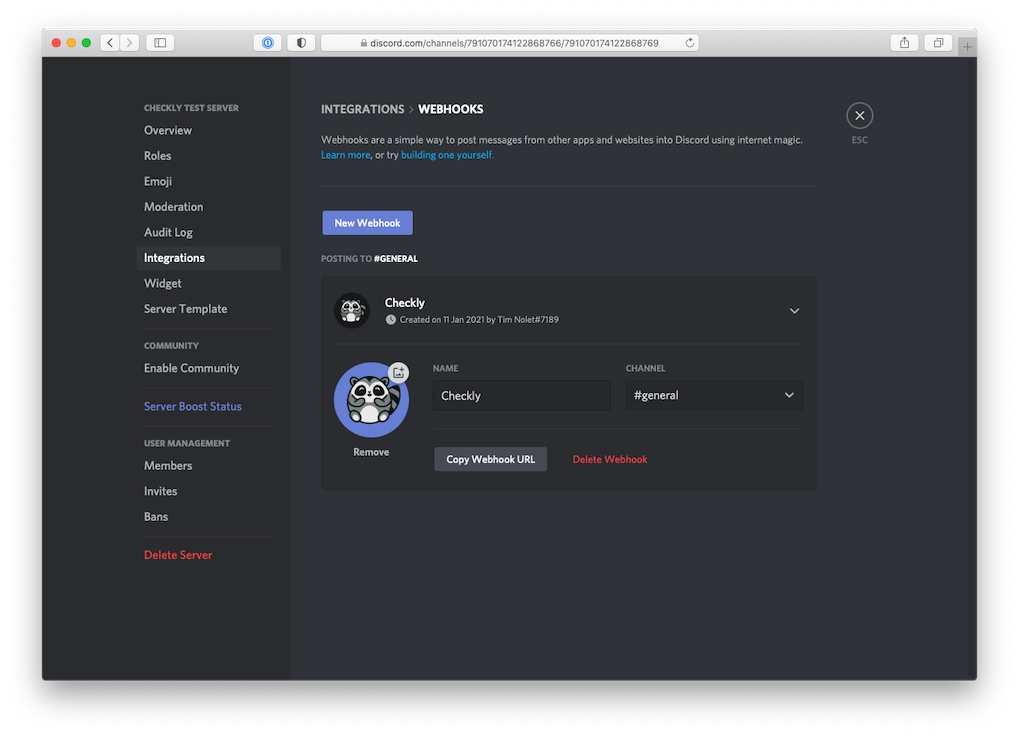 discord.com/channels/791070174122868766/791070174122868769
CHECKLY TEST SERVER
Overview
Roles
Emoji
Moderation
Audit Log
Integrations
Widget
Server Template
COMMUNITY
Enable Community
Server Boost Status
USER MANAGEMENT
Members
Invites
Bans
Delete Server
INTEGRATIONS > WEBHOOKS
ESC
Webhooks are a simple way to post messages from other apps and websites into Discord using internet magic.
Learn more, or try building one yourself.
New Webhook
POSTING TO #GENERAL
Checkly
Created on 11 Jan 2021 by Tim Nolet#7189
NAME
CHANNEL
Checkly
#general
Remove
Copy Webhook URL
Delete Webhook